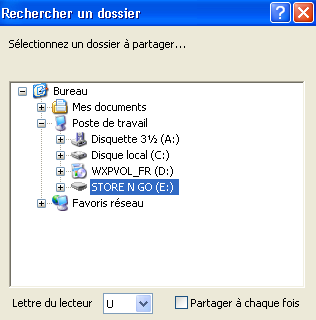 Rechercher un dossier
Sélectionnez un dossier à partager...
Bureau
Mes documents
Poste de travail
Disquette 3½ (A:)
Disque local (C:)
WXPVOL_FR (D:)
STORE N GO (E:)
Favoris réseau
Lettre du lecteur U Partager à chaque fois